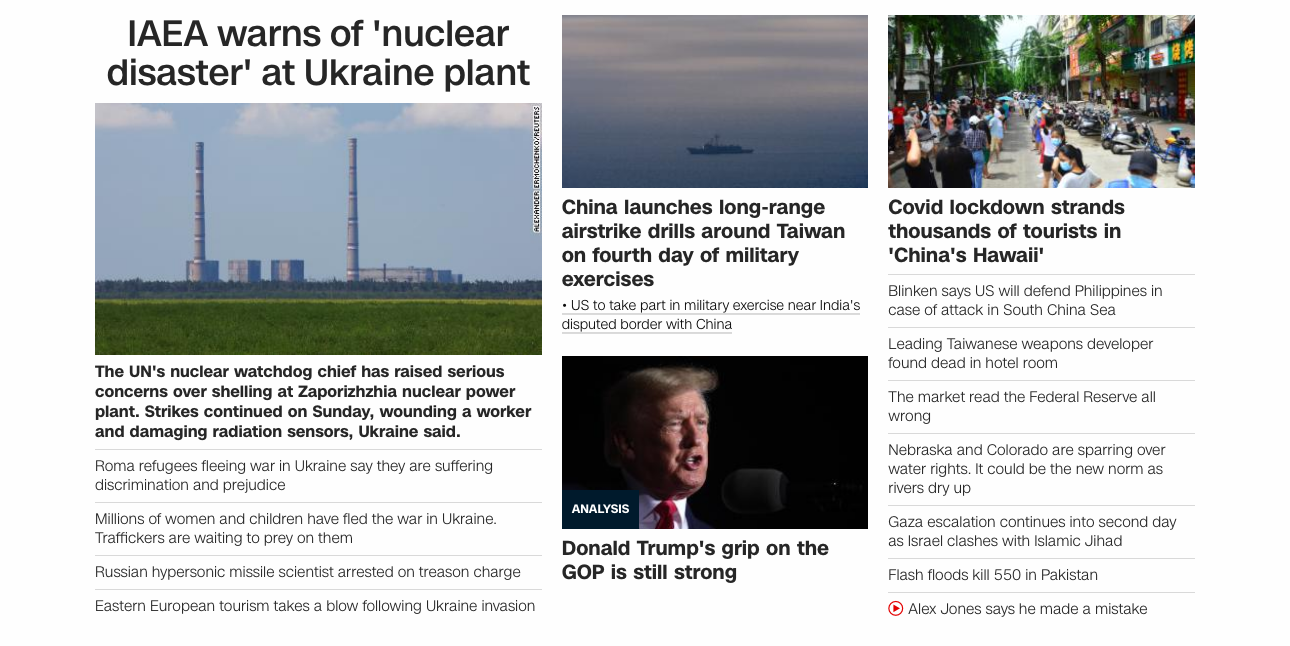 IAEA warns of 'nuclear
disaster' at Ukraine plant
ALEXANDER ERMOCHENKO/REUTERS
The UN's nuclear watchdog chief has raised serious
concerns over shelling at Zaporizhzhia nuclear power
plant. Strikes continued on Sunday, wounding a worker
and damaging radiation sensors, Ukraine said.
Roma refugees fleeing war in Ukraine say they are suffering
discrimination and prejudice
Millions of women and children have fled the war in Ukraine.
Traffickers are waiting to prey on them
Russian hypersonic missile scientist arrested on treason charge
Eastern European tourism takes a blow following Ukraine invasion
China launches long-range
airstrike drills around Taiwan
on fourth day of military
exercises
• US to take part in military exercise near India's
disputed border with China
ANALYSIS
Donald Trump's grip on the
GOP is still strong
烧烤
Covid lockdown strands
thousands of tourists in
'China's Hawaii'
Blinken says US will defend Philippines in
case of attack in South China Sea
Leading Taiwanese weapons developer
found dead in hotel room
The market read the Federal Reserve all
wrong
Nebraska and Colorado are sparring over
water rights. It could be the new norm as
rivers dry up
Gaza escalation continues into second day
as Israel clashes with Islamic Jihad
Flash floods kill 550 in Pakistan
Alex Jones says he made a mistake